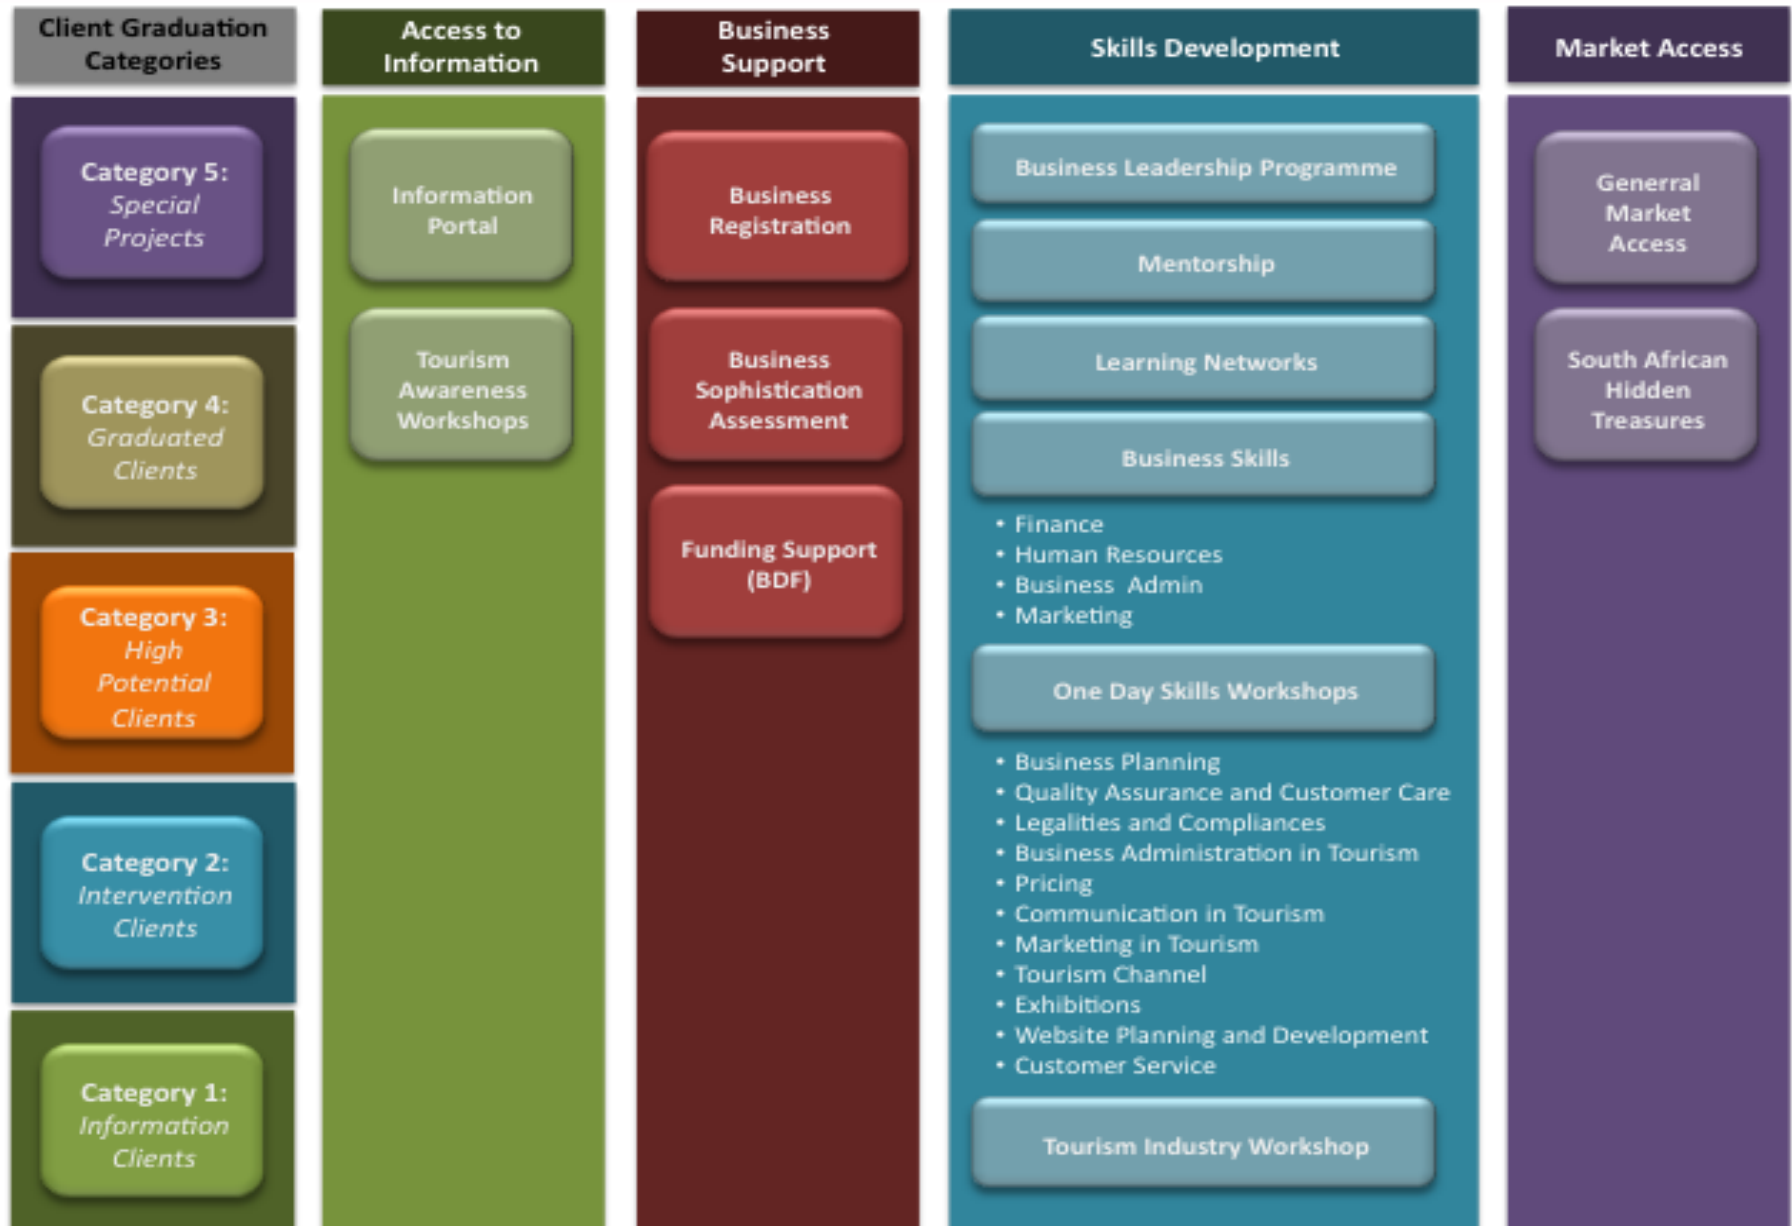 Client Graduation
Categories
Category 5:
Special
Projects
Category 4:
Graduated
Clients
Category 3:
High
Potential
Clients
Category 2:
Intervention
Clients
Category 1:
Information
Clients
Access to
Information
Information
Portal
Tourism
Awareness
Workshops
Business
Support
Business
Registration
Business
Sophistication
Assessment
Funding Support
(BDF)
Skills Development
Business Leadership Programme
Mentorship
Learning Networks
Business Skills
• Finance
• Human Resources
• Business Admin
• Marketing
One Day Skills Workshops
• Business Planning
• Quality Assurance and Customer Care
• Legalities and Compliances
• Business Administration in Tourism
• Pricing
• Communication in Tourism
• Marketing in Tourism
• Tourism Channel
• Exhibitions
• Website Planning and Development
• Customer Service
Tourism Industry Workshop
Market Access
Generral
Market
Access
South African
Hidden
Treasures